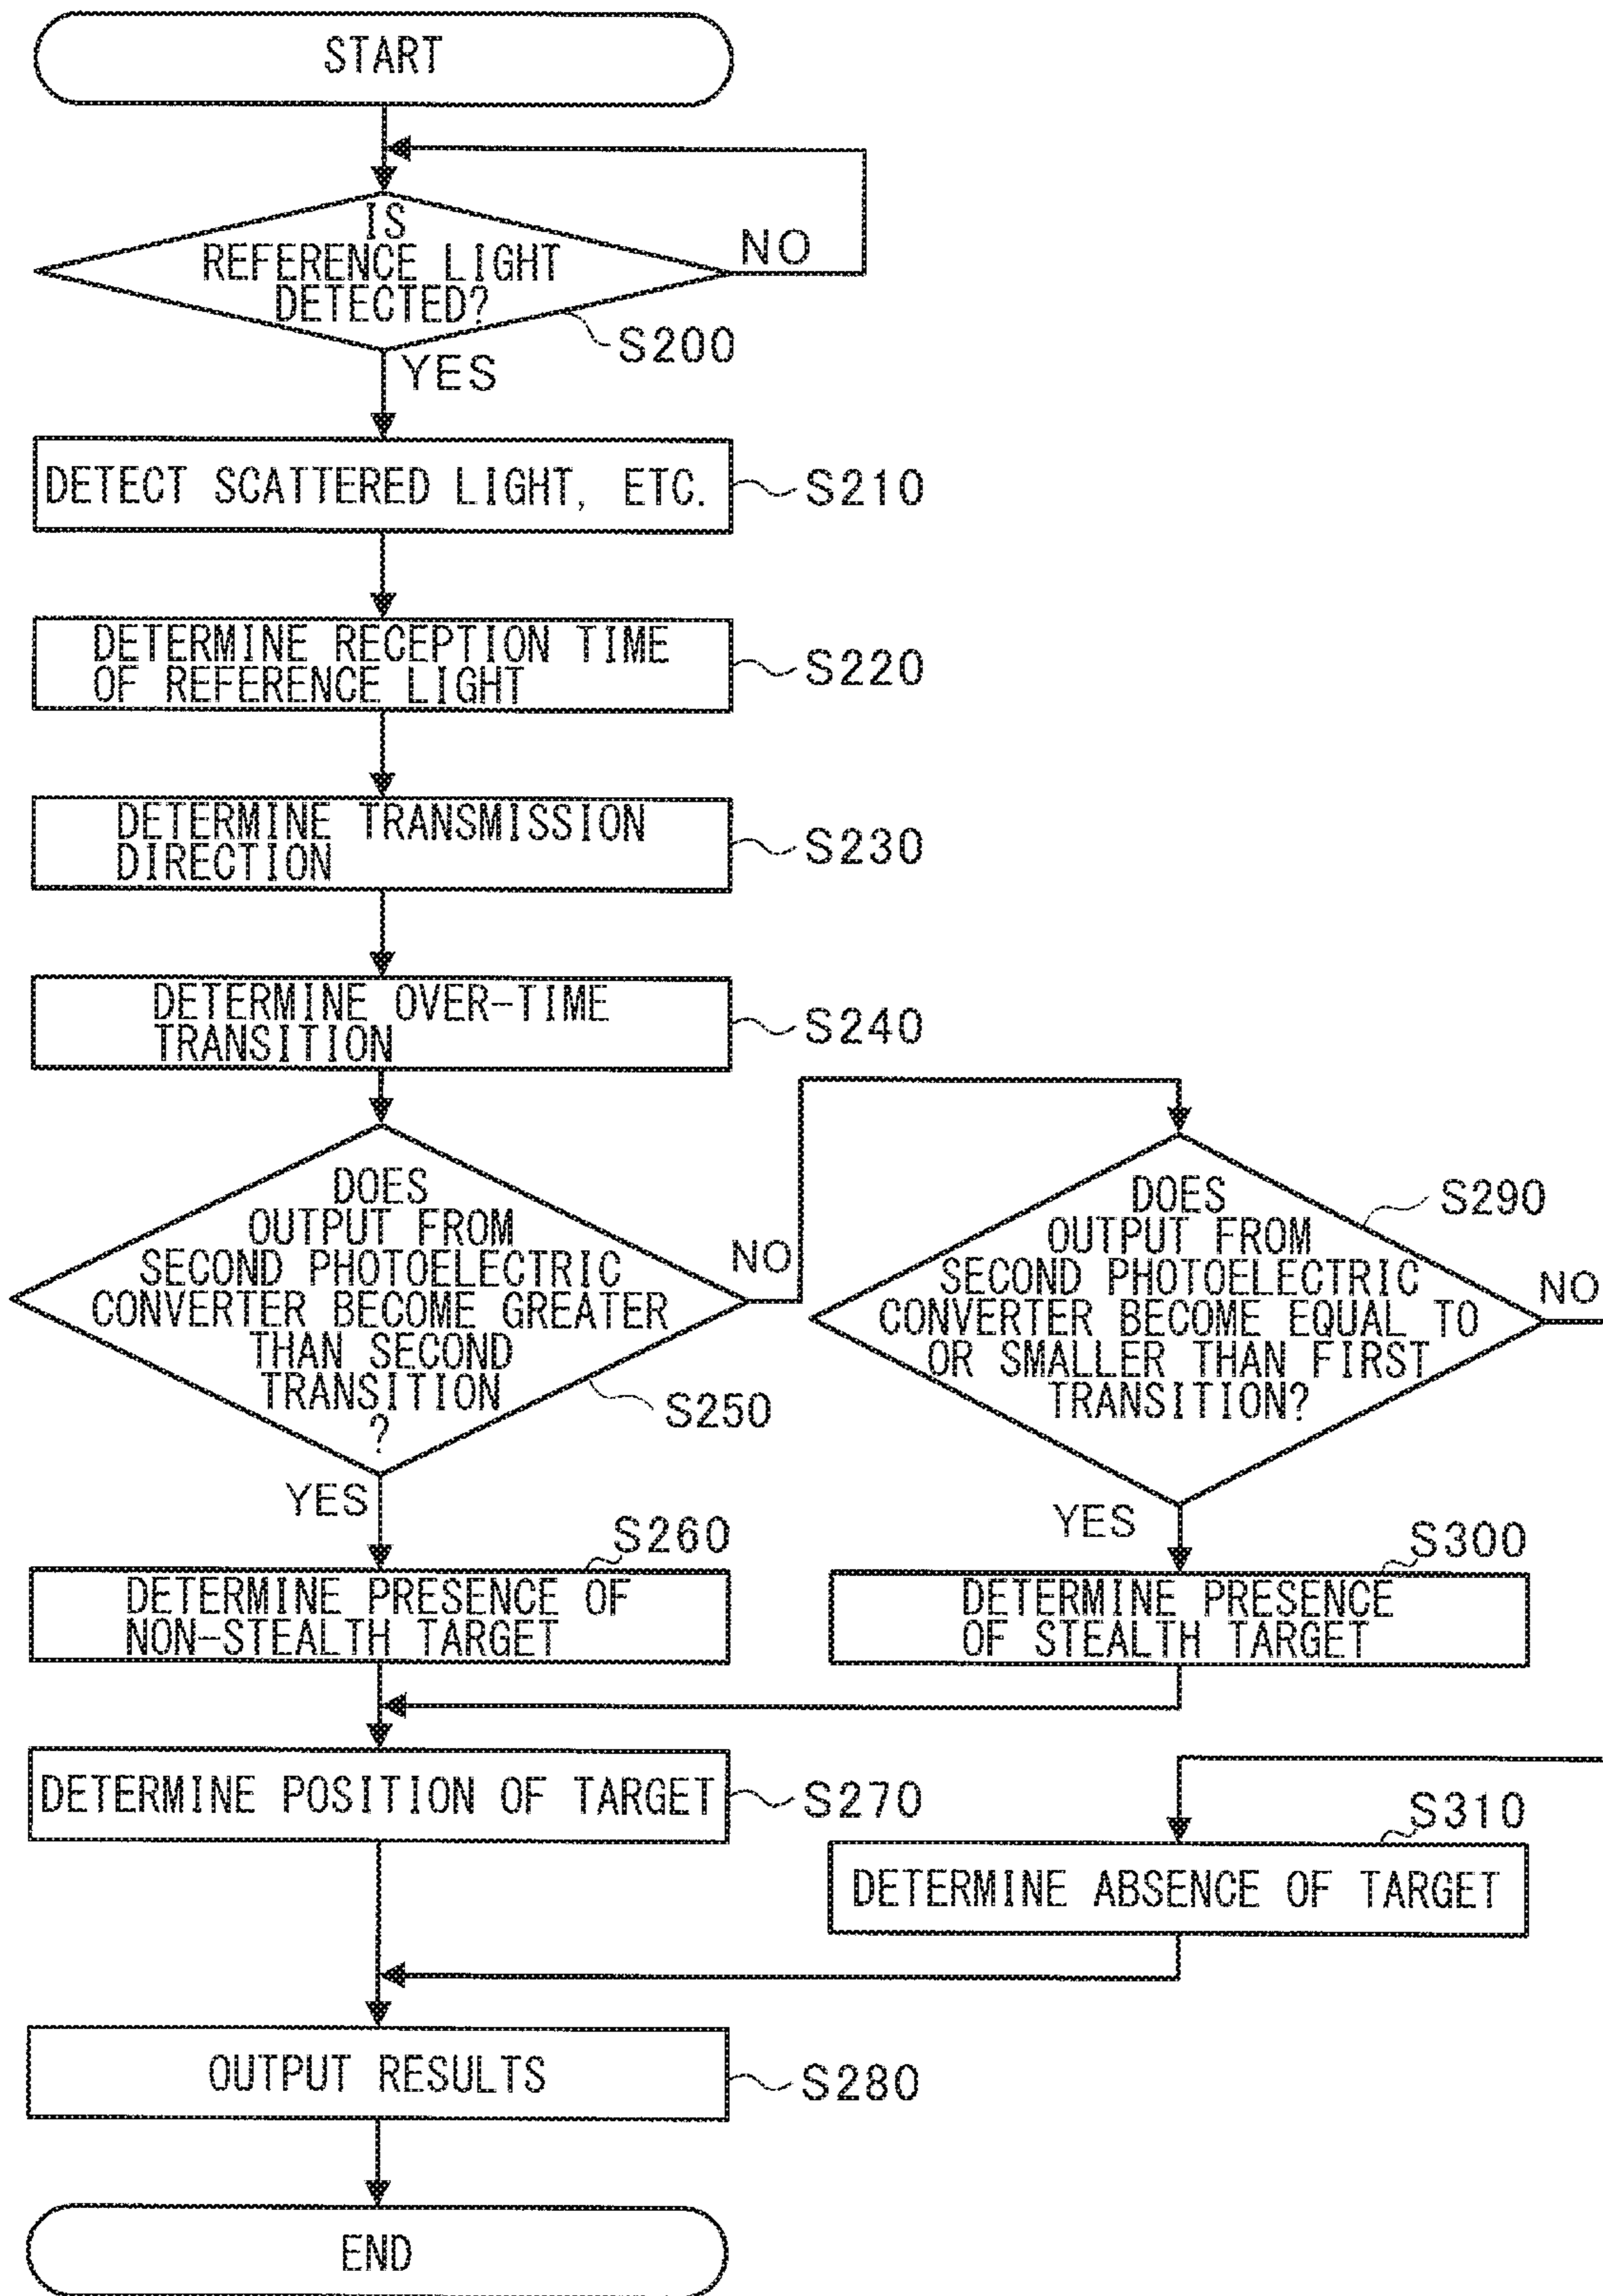 START
IS
REFERENCE LIGHT
DETECTED?
NO
S200
YES
DETECT SCATTERED LIGHT, ETC.
S210
DETERMINE RECEPTION TIME
OF REFERENCE LIGHT
S220
DETERMINE TRANSMISSION
DIRECTION
S230
DETERMINE OVER-TIME
TRANSITION
S240
DOES
OUTPUT FROM
SECOND PHOTOELECTRIC
CONVERTER BECOME GREATER
THAN SECOND
TRANSITION
?
NO
S250
YES
DOES
OUTPUT FROM
SECOND PHOTOELECTRIC
CONVERTER BECOME EQUAL TO
OR SMALLER THAN FIRST
TRANSITION?
S290
NO
YES
S260
DETERMINE PRESENCE OF
NON-STEALTH TARGET
S300
DETERMINE PRESENCE
OF STEALTH TARGET
DETERMINE POSITION OF TARGET
S270
S310
DETERMINE ABSENCE OF TARGET
OUTPUT RESULTS
S280
END